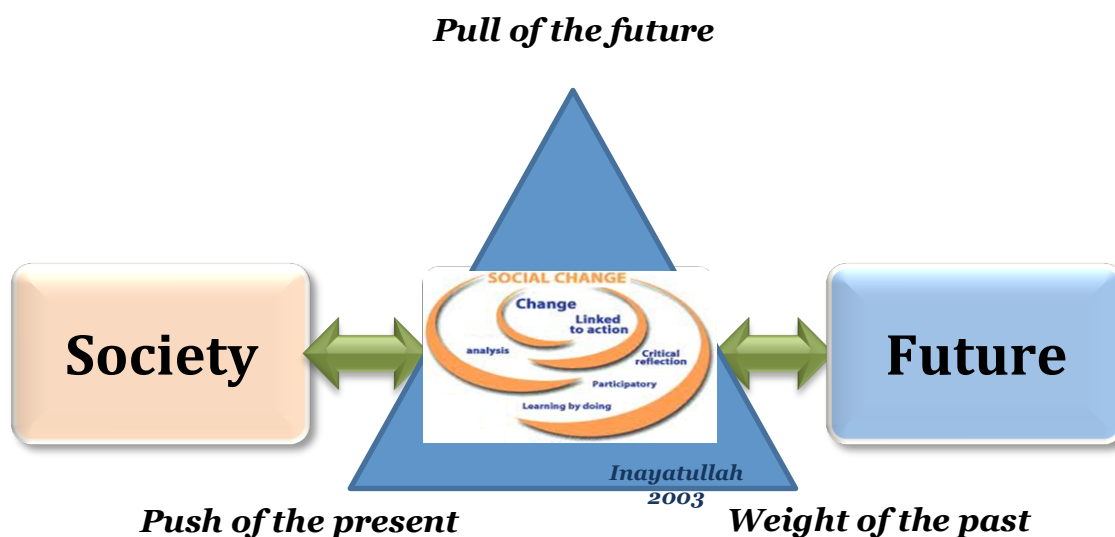 Pull of the future
SOCIAL CHANGE
Change
Linked
to action
analysis
Critical
reflection
Participatory
Learning by doing
Society
Future
Inayatullah
2003
Push of the present
Weight of the past